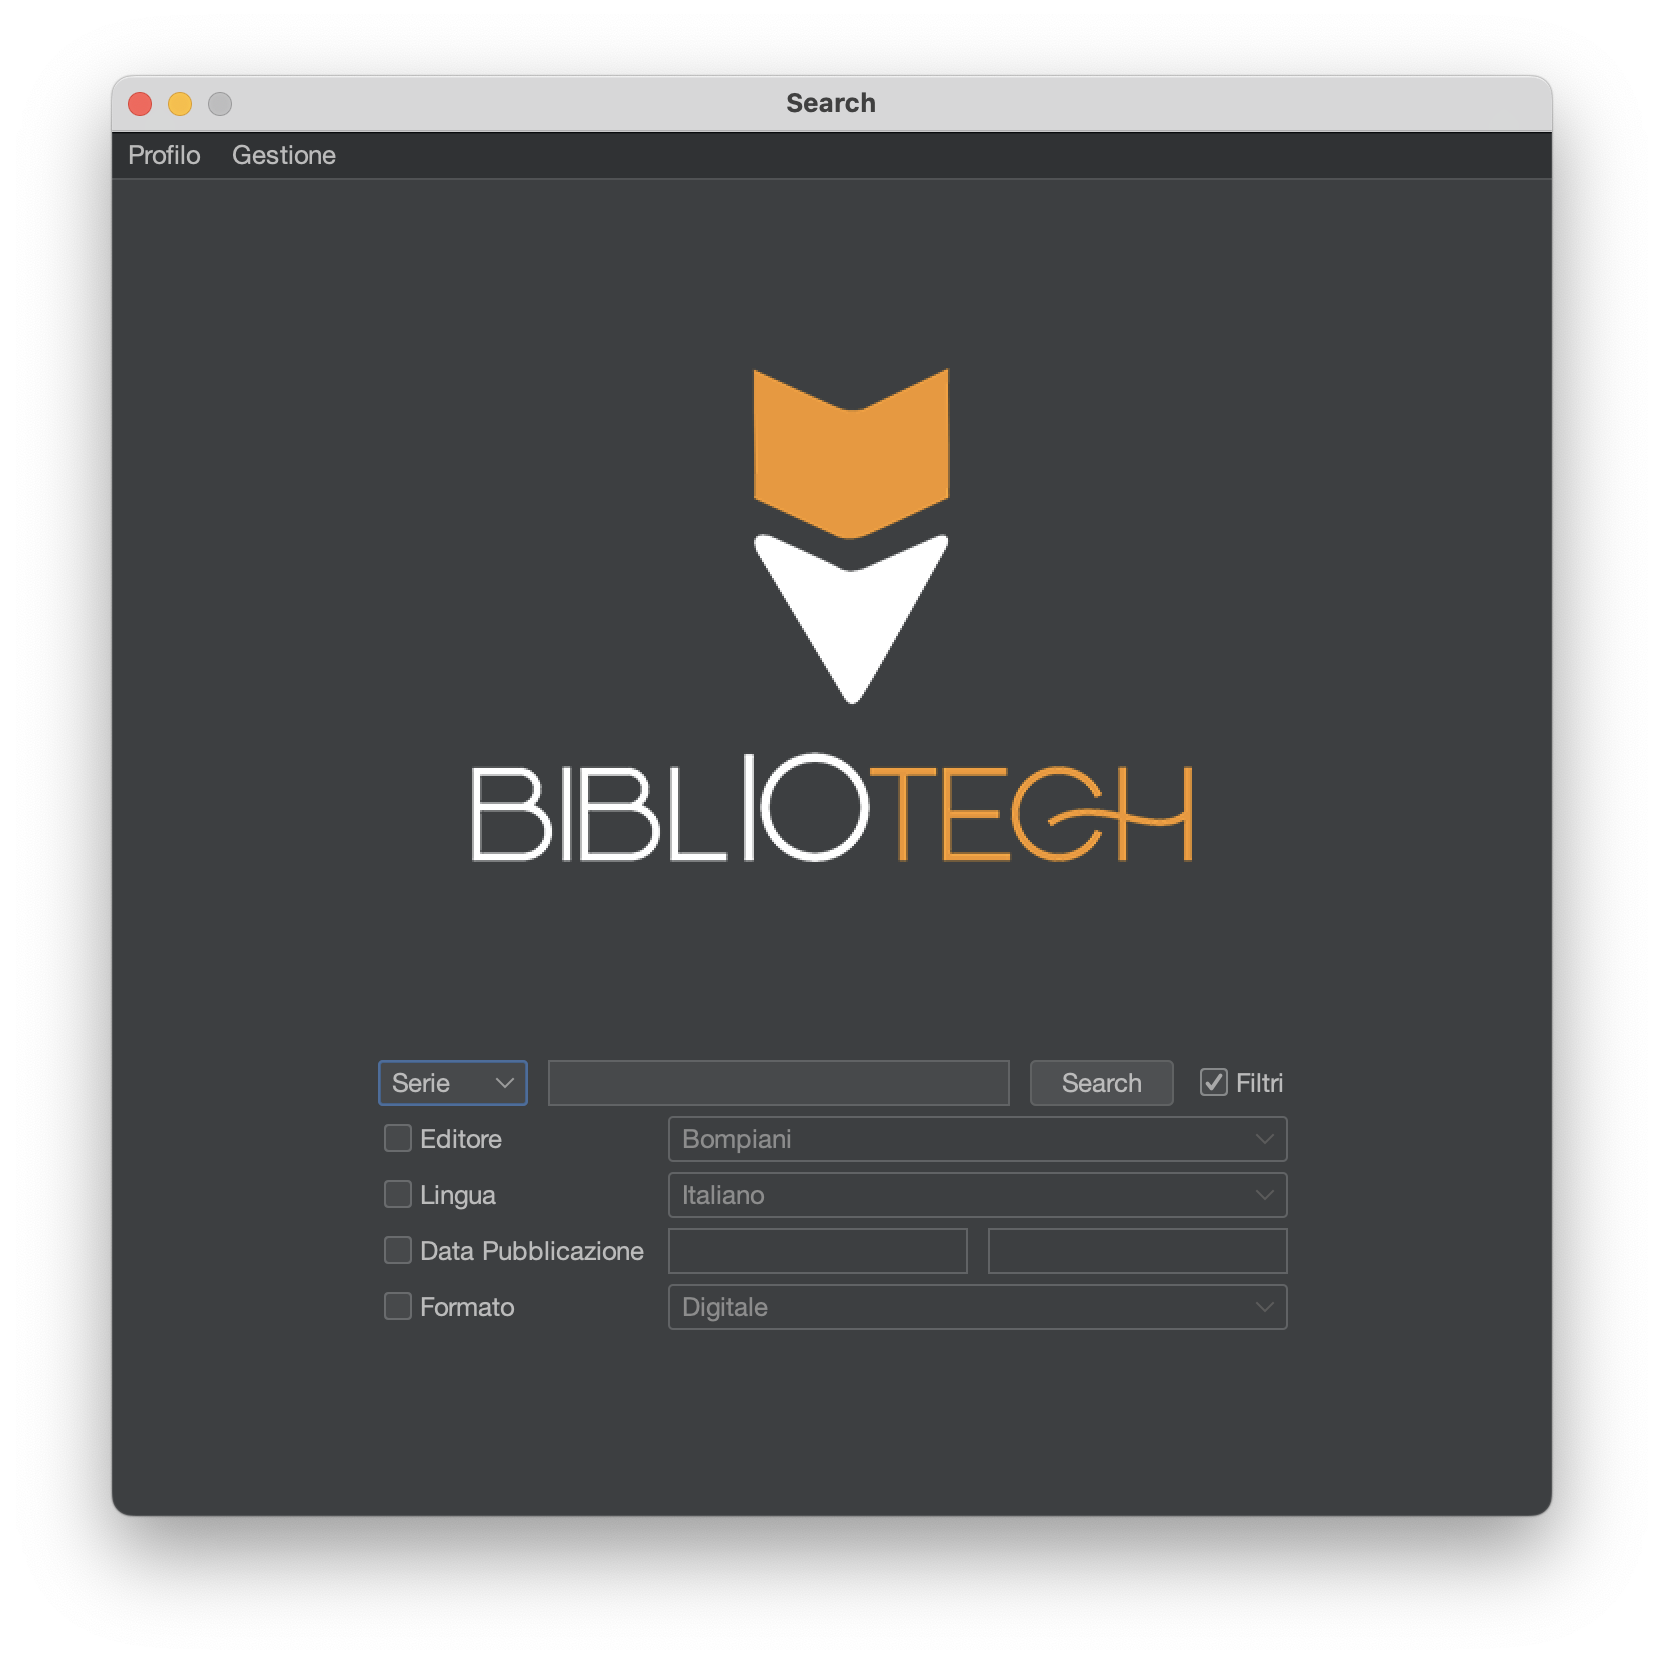 Search
Profilo Gestione
BIBLIOTECH
Serie Search Filtri
Editore Bompiani
Lingua Italiano
Data Pubblicazione
Formato Digitale